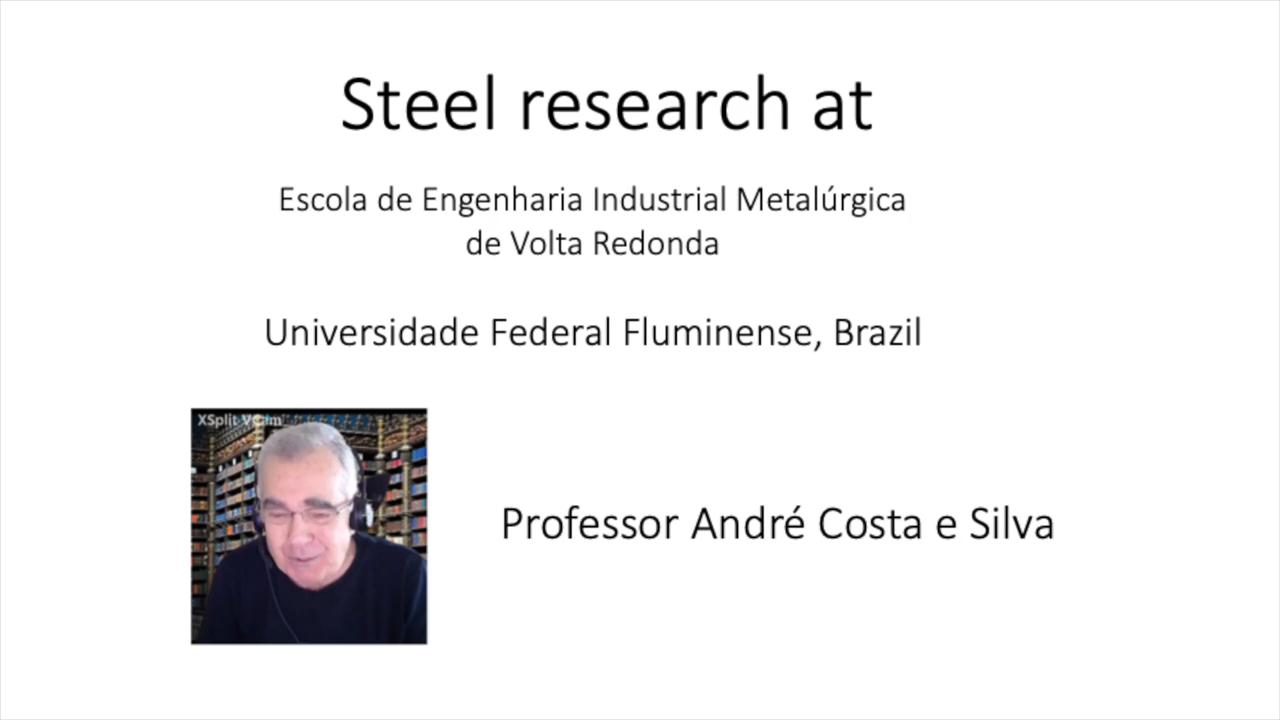 Steel research at
Escola de Engenharia Industrial Metalúrgica
de Volta Redonda
Universidade Federal Fluminense, Brazil
XSplit VCam
Professor André Costa e Silva